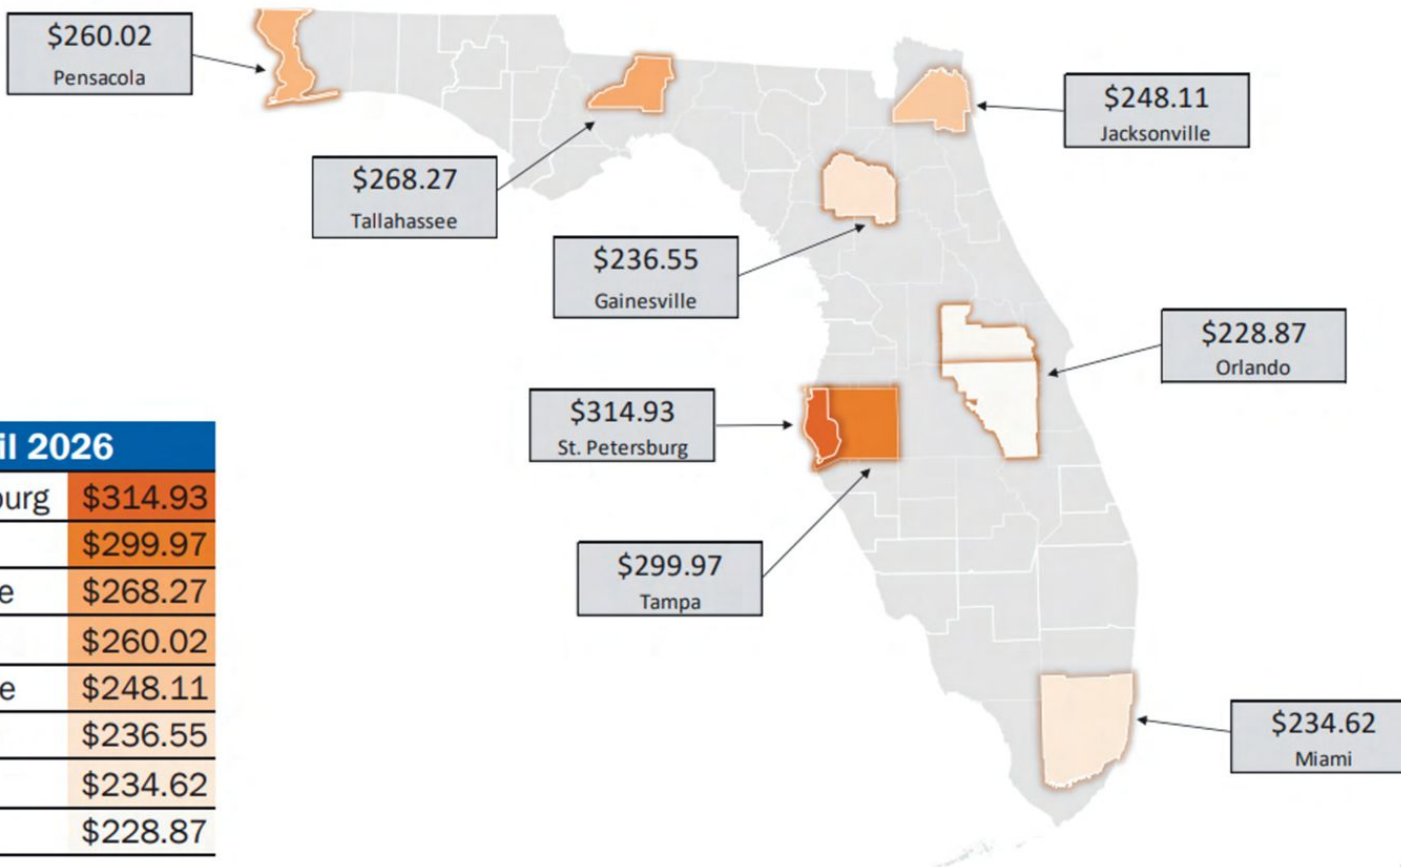 $260.02
Pensacola
$248.11
Jacksonville
$268.27
Tallahassee
$236.55
Gainesville
$228.87
Orlando
$314.93
St. Petersburg
$299.97
Tampa
$234.62
Miami
il 2026
burg $314.93
$299.97
e $268.27
$260.02
e $248.11
$236.55
$234.62
$228.87